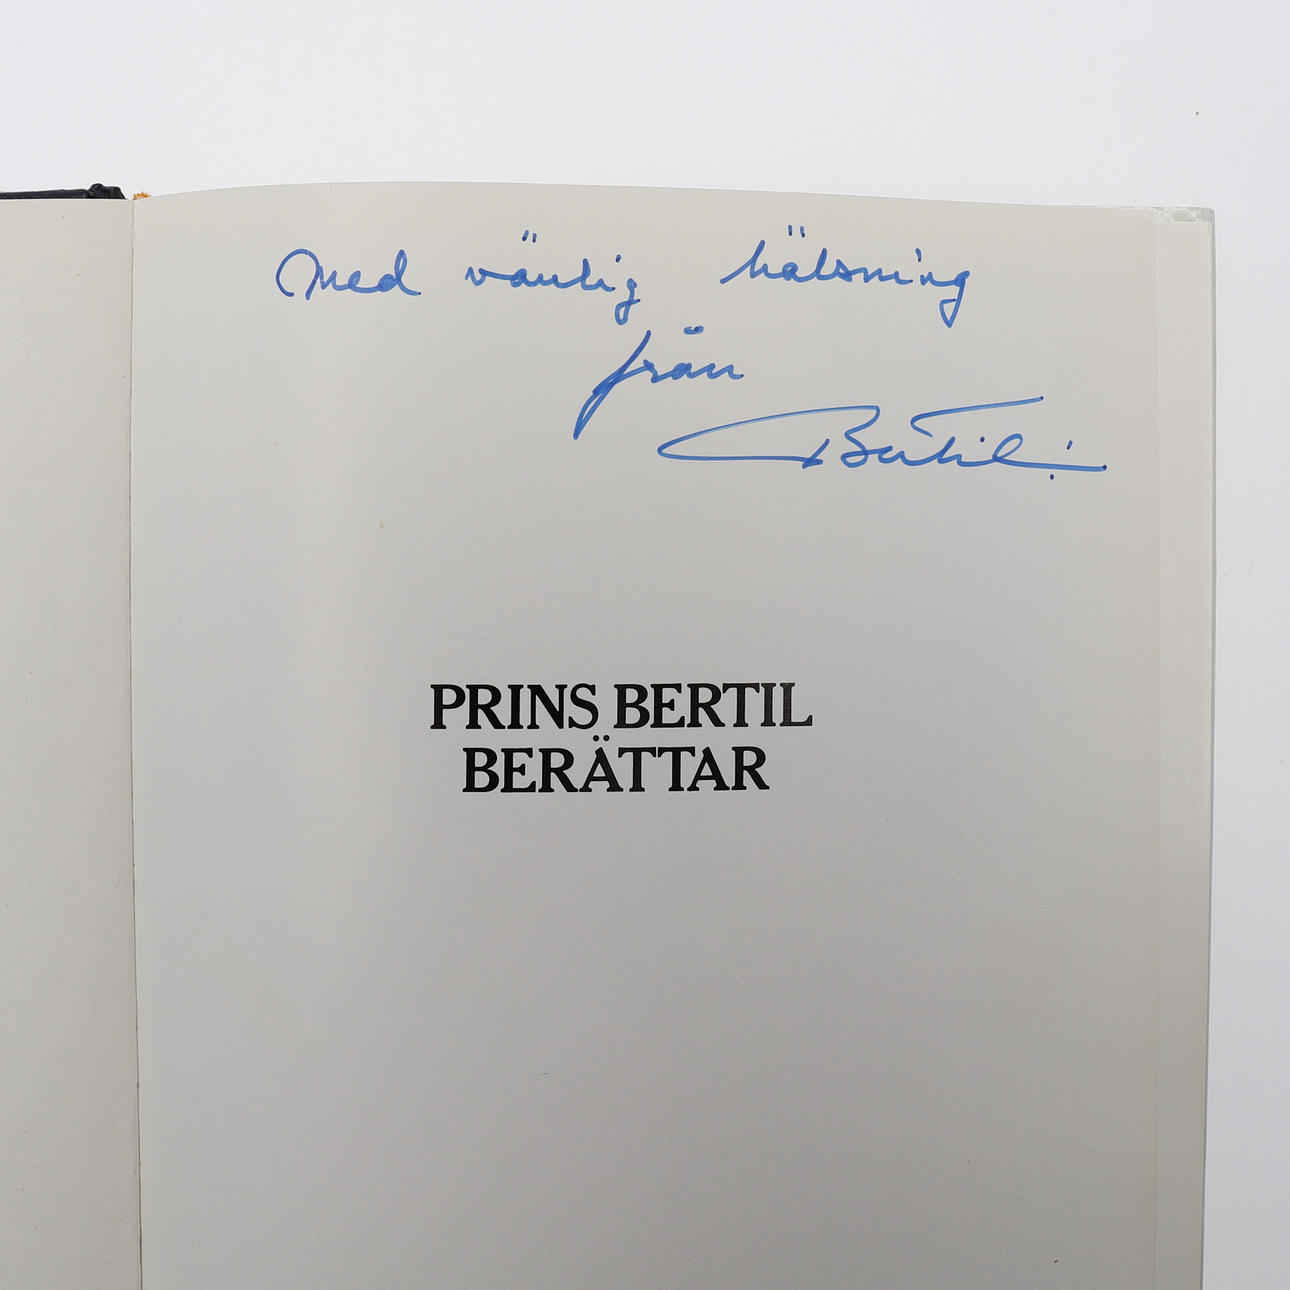 Med vänlig hälsning
från
Bertil.
PRINS BERTIL
BERÄTTAR